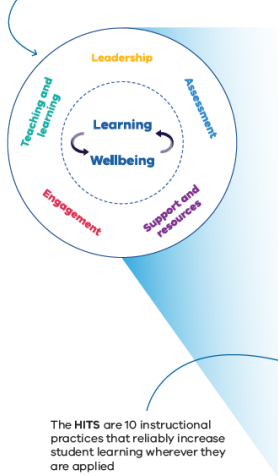 Leadership
Teaching and
learning
Assessment
Learning
Wellbeing
Engagement
Support and
resources
The HITS are 10 instructional
practices that reliably increase
student learning wherever they
are applied